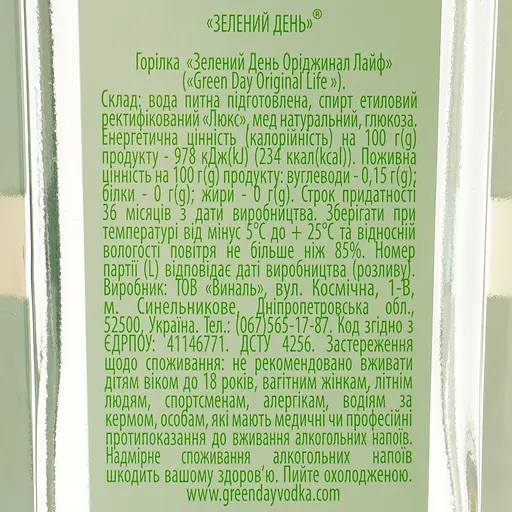 «ЗЕЛЕНИЙ ДЕНЬ»®
Горілка «Зелений День Оріджинал Лайф»
(«Green Day Original Life »).
Склад: вода питна підготовлена, спирт етиловий
ректифікований «Люкс», мед натуральний, глюкоза.
Енергетична цінність (калорійність) на 100 г(g)
продукту - 978 кДж(kJ) (234 ккал(kcal)). Поживна
цінність на 100 г(g) продукту: вуглеводи - 0,15 г(g);
білки - 0 г(g); жири - 0 г(g). Строк придатності
36 місяців з дати виробництва. Зберігати при
температурі від мінус 5°С до + 25°С та відносній
вологості повітря не більше ніж 85%. Номер
партії (L) відповідає даті виробництва (розливу).
Виробник: ТОВ «Виналь», вул. Космічна, 1-В,
м. Синельникове, Дніпропетровська обл.,
52500, Україна. Тел.: (067)565-17-87. Код згідно з
ЄДРПОУ: 41146771. ДСТУ 4256. Застереження
щодо споживання: не рекомендовано вживати
дітям віком до 18 років, вагітним жінкам, літнім
людям, спортсменам, алергікам, водіям за
кермом, особам, які мають медичні чи професійні
протипоказання до вживання алкогольних напоїв.
Надмірне споживання алкогольних напоїв
шкодить вашому здоров’ю. Пийте охолодженою.
www.greendayvodka.com